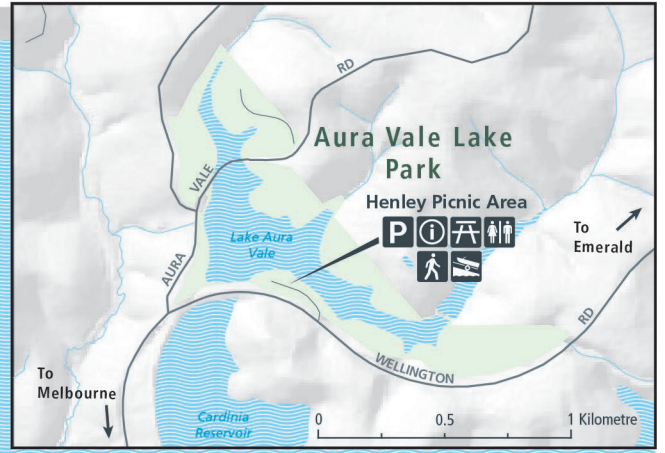 RD
Aura Vale Lake
Park
Henley Picnic Area
P i
VALE
Lake Aura
Vale
AURA
To
Emerald
RD
WELLINGTON
To
Melbourne
Cardinia
Reservoir
0 0.5 1 Kilometre